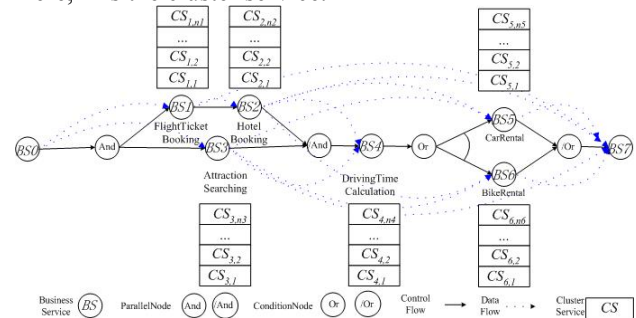 CS1,n1
...
CS1,2
CS1,1
CS2,n2
...
CS2,2
CS2,1
CS5,n5
...
CS5,2
CS5,1
BS0
And
BS1
FlightTicket
Booking
BS2
Hotel
Booking
BS3
Attraction
Searching
/And
BS4
DrivingTime
Calculation
Or
BS5
CarRental
BS6
BikeRental
/Or
BS7
CS3,n3
...
CS3,2
CS3,1
CS4,n4
...
CS4,2
CS4,1
CS6,n6
...
CS6,2
CS6,1
Business
Service
BS
ParallelNode
And
/And
ConditionNode
Or
/Or
Control
Flow
Data
Flow
Cluster
Service
CS